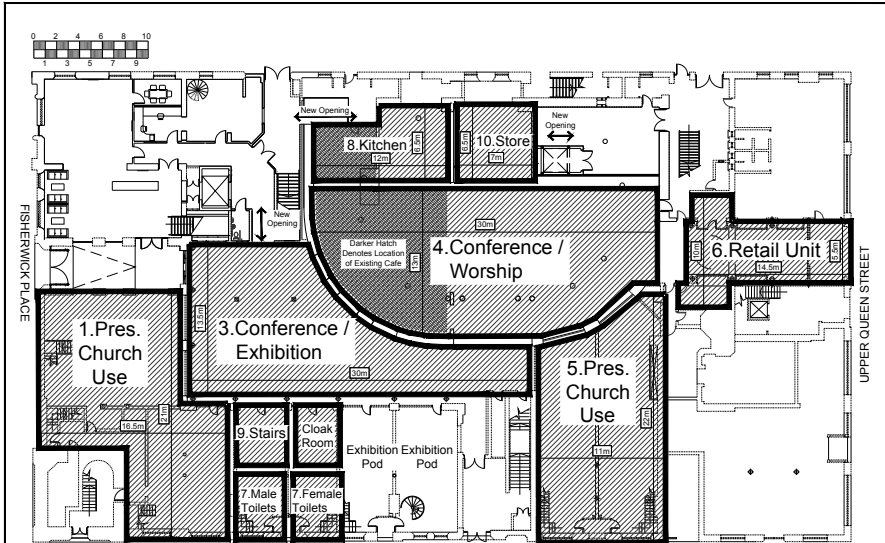 0 2 4 6 8 10
1 3 5 7 9
New Opening
8.Kitchen
12m
6.5m
10.Store
6.5m
7m
New
Opening
New
Opening
Darker Hatch
Denotes Location
of Existing Cafe
30m
13m
4.Conference /
Worship
10m
6.Retail Unit
14.5m
5.5m
FISHERWICK PLACE
UPPER QUEEN STREET
1.Pres.
Church
Use
16.5m
21m
13.5m
3.Conference /
Exhibition
30m
5.Pres.
Church
Use
11m
22m
9.Stairs
Cloak
Room
Exhibition
Pod
Exhibition
Pod
7.Male
Toilets
7.Female
Toilets